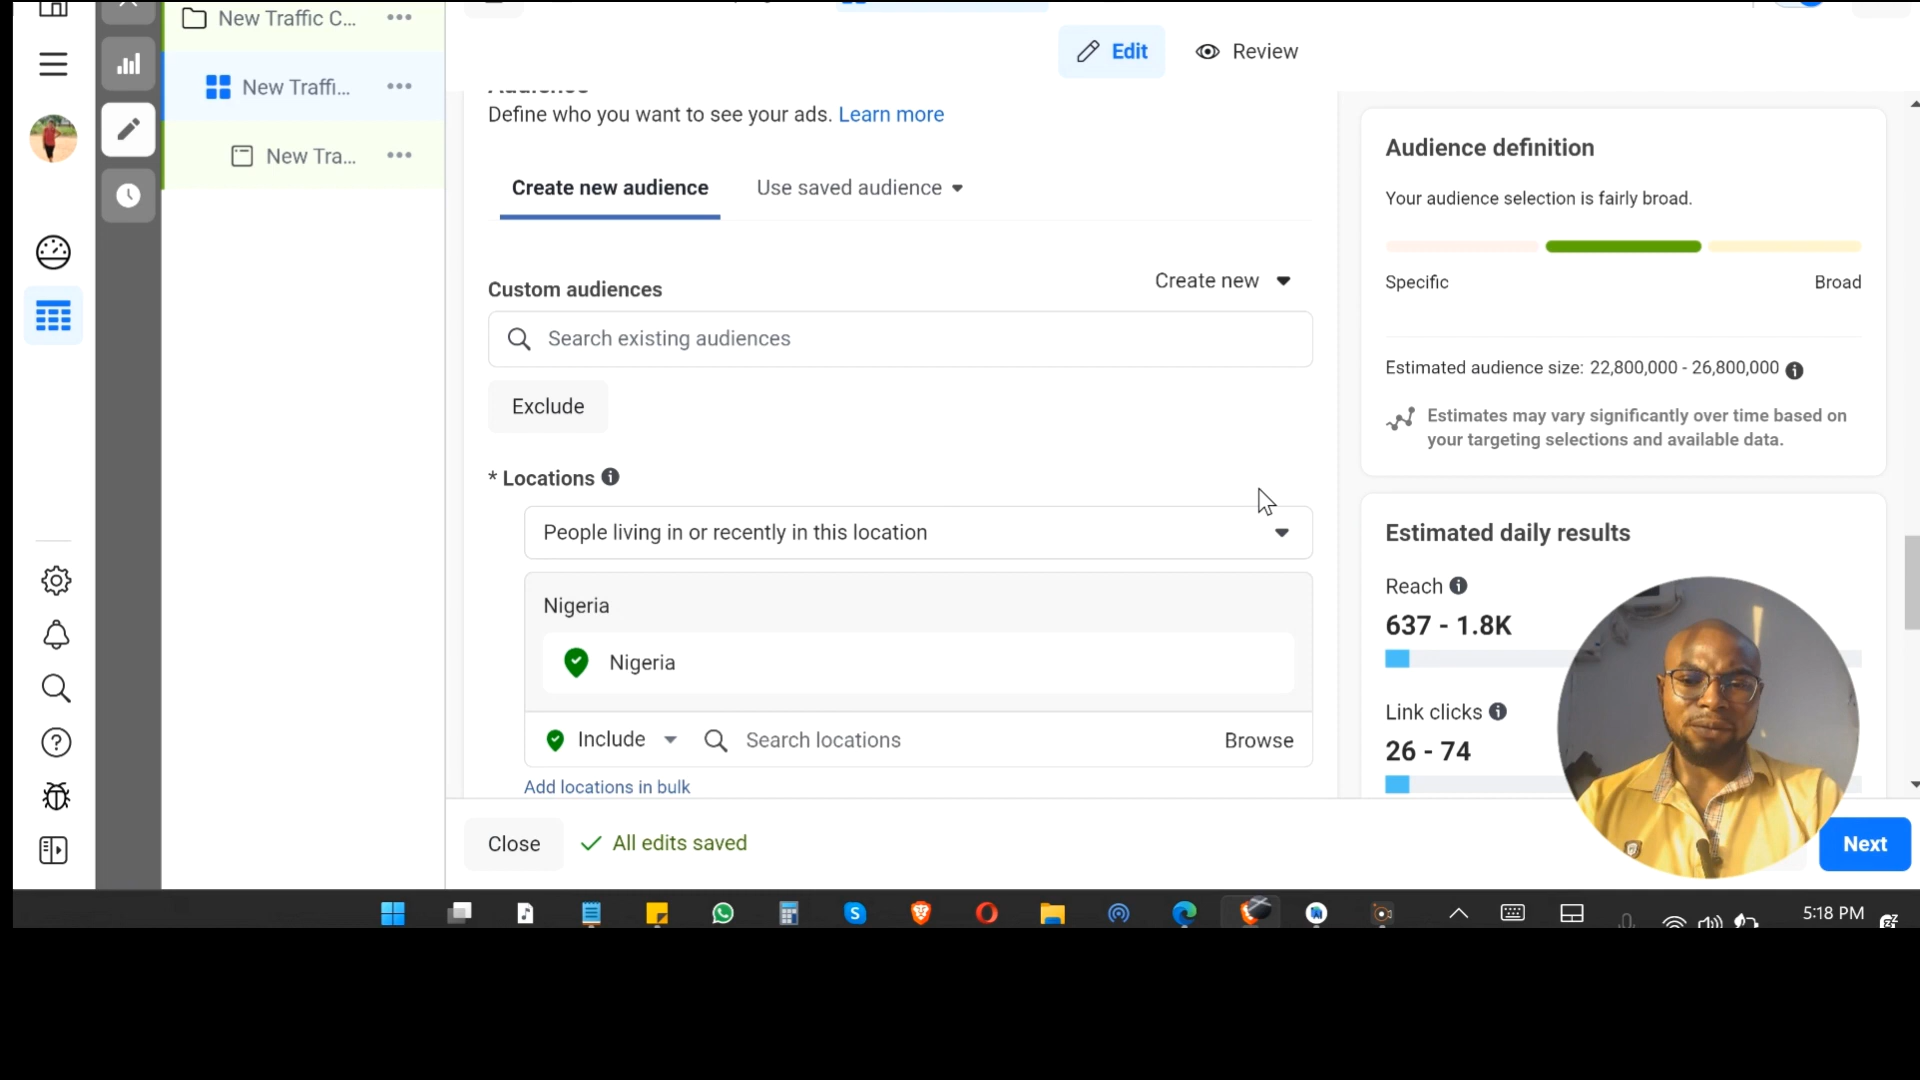 New Traffic C...
New Traffi...
New Tra...
Edit
Review
Audience
Define who you want to see your ads. Learn more
Create new audience
Use saved audience
Custom audiences
Create new
Search existing audiences
Exclude
* Locations
People living in or recently in this location
Nigeria
Nigeria
Include
Search locations
Browse
Add locations in bulk
Close
All edits saved
Audience definition
Your audience selection is fairly broad.
Specific
Broad
Estimated audience size: 22,800,000 - 26,800,000
Estimates may vary significantly over time based on
your targeting selections and available data.
Estimated daily results
Reach
637 - 1.8K
Link clicks
26 - 74
Next
5:18 PM